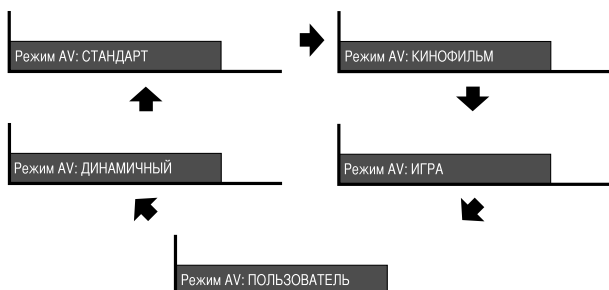 Режим AV: СТАНДАРТ
Режим AV: КИНОФИЛЬМ
Режим AV: ДИНАМИЧНЫЙ
Режим AV: ИГРА
Режим AV: ПОЛЬЗОВАТЕЛЬ